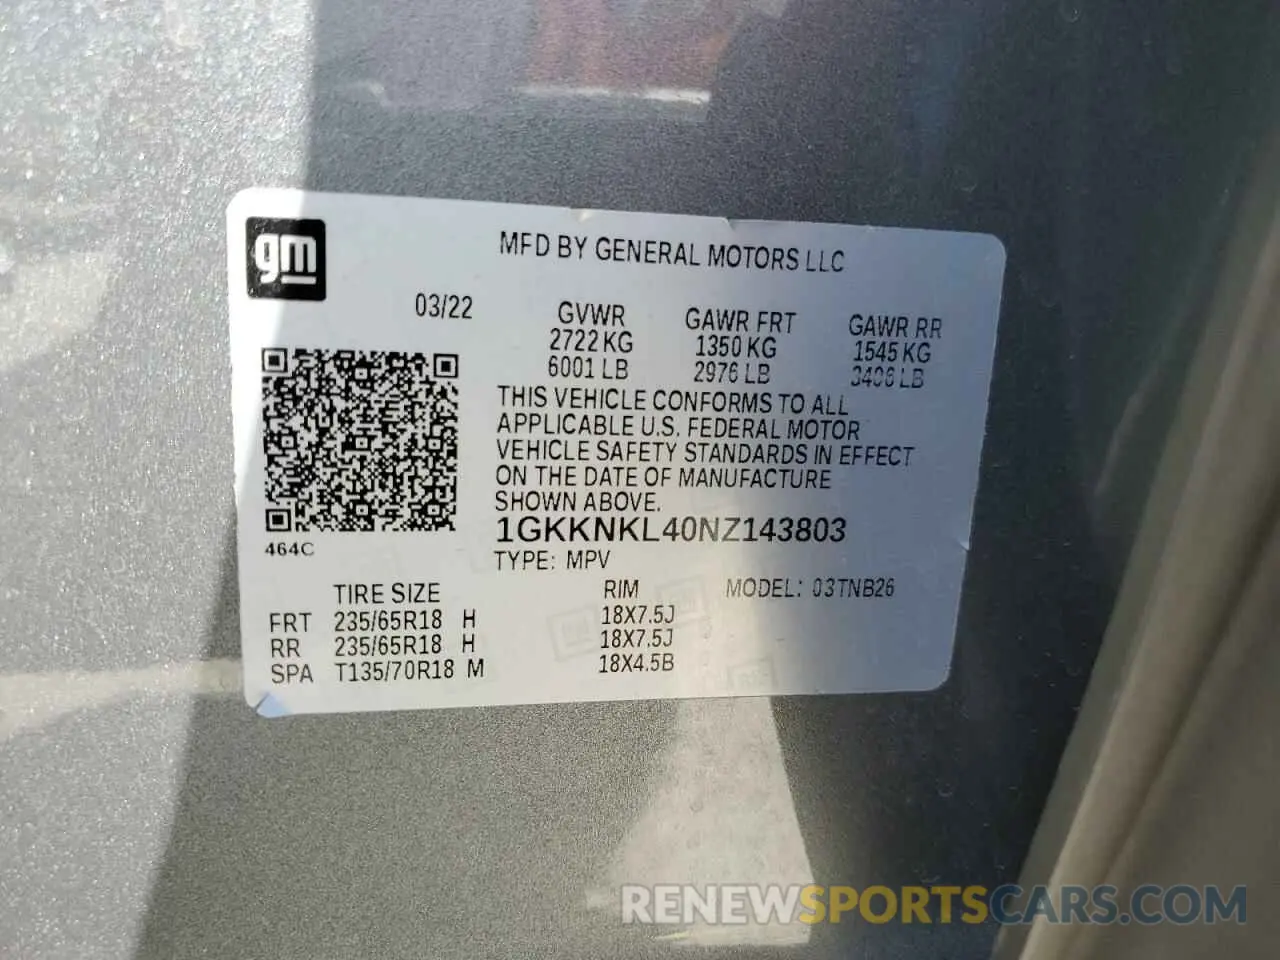 gm
MFD BY GENERAL MOTORS LLC
03/22
GVWR GAWR FRT GAWR RR
2722 KG 1350 KG 1545 KG
6001 LB 2976 LB 3406 LB
THIS VEHICLE CONFORMS TO ALL
APPLICABLE U.S. FEDERAL MOTOR
VEHICLE SAFETY STANDARDS IN EFFECT
ON THE DATE OF MANUFACTURE
SHOWN ABOVE.
1GKKNKL40NZ143803
464C
TYPE: MPV
TIRE SIZE RIM MODEL: 03TNB26
FRT 235/65R18 H 18X7.5J
RR 235/65R18 H 18X7.5J
SPA T135/70R18 M 18X4.5B
RENEWSPORTSCARS.COM